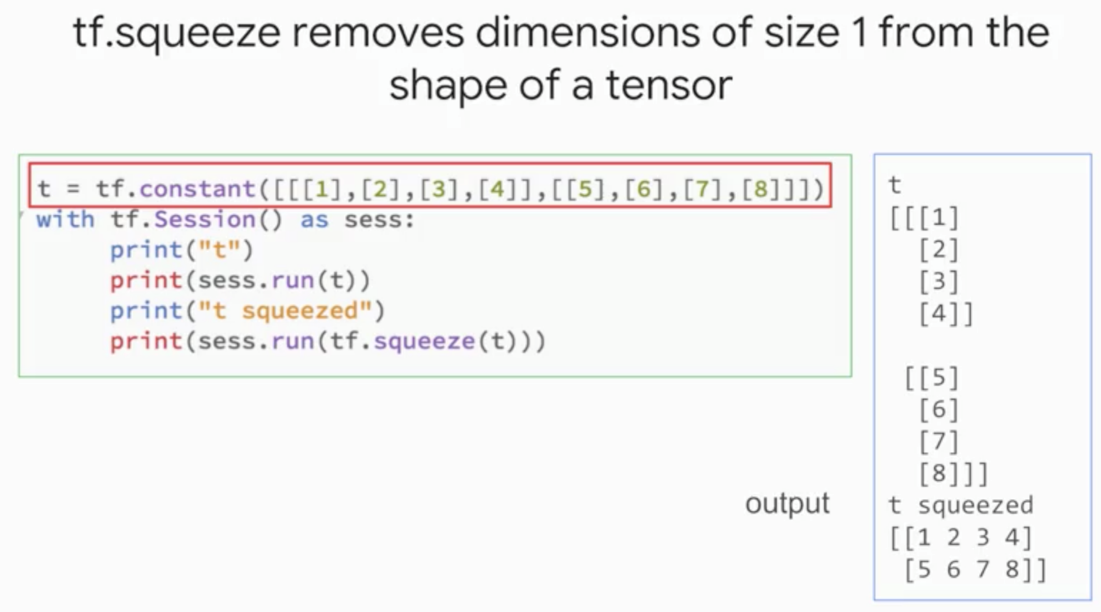 tf.squeeze removes dimensions of size 1 from the
shape of a tensor
t = tf.constant([[[1],[2],[3],[4]],[[5],[6],[7],[8]]])
with tf.Session() as sess:
print("t")
print(sess.run(t))
print("t squeezed")
print(sess.run(tf.squeeze(t)))
output
t
[[[1]
[2]
[3]
[4]]
[[5]
[6]
[7]
[8]]]
t squeezed
[[1 2 3 4]
[5 6 7 8]]